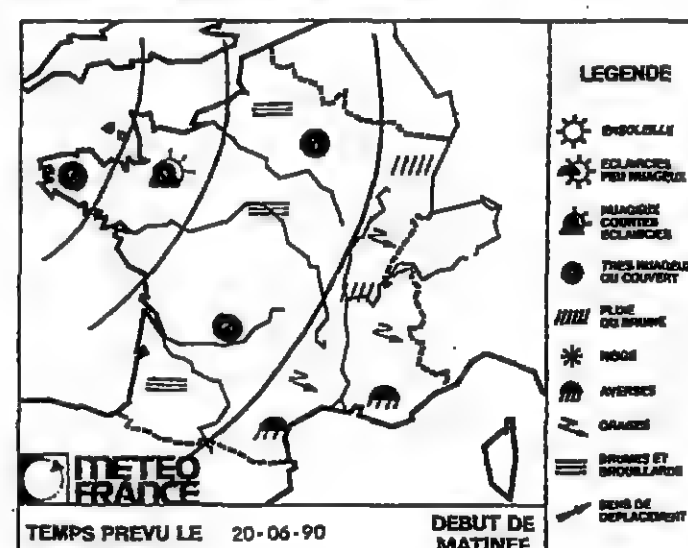 LEGENDE
ENSOLEILLE
ECLAIRCIES
PEU NUAGEUX
NUAGEUX
COURTES
ECLAIRCIES
TRES NUAGEUX
OU COUVERT
PLUIE
OU BRUINE
NEIGE
AVERSES
ORAGES
BRUMES ET
BROUILLARDS
SENS DE
DEPLACEMENT
METEO
FRANCE
TEMPS PREVU LE 20-06-90 DEBUT DE
MATINEE